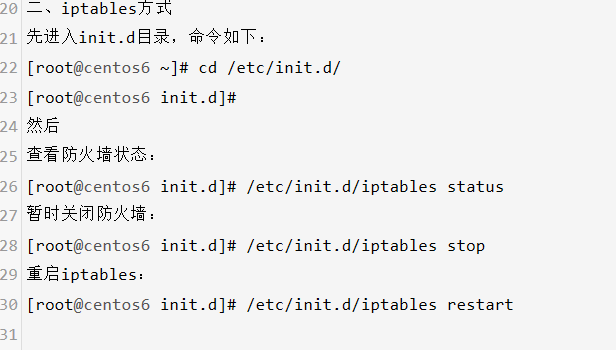 20 二、iptables方式
21 先进入init.d目录，命令如下：
22 [root@centos6 ~]# cd /etc/init.d/
23 [root@centos6 init.d]#
24 然后
25 查看防火墙状态：
26 [root@centos6 init.d]# /etc/init.d/iptables status
27 暂时关闭防火墙：
28 [root@centos6 init.d]# /etc/init.d/iptables stop
29 重启iptables：
30 [root@centos6 init.d]# /etc/init.d/iptables restart
31